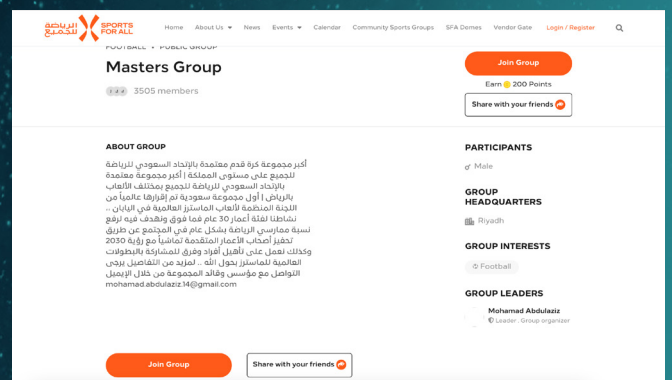 الرياضة للجميع
SPORTS FOR ALL
Home About Us News Events Calendar Community Sports Groups SFA Demes Vendor Gate Login / Register
FOOTBALL • PUBLIC GROUP
Masters Group
3505 members
Join Group
Earn 200 Points
Share with your friends
ABOUT GROUP
أكبر مجموعة كرة قدم معتمدة بالإتحاد السعودي للرياضة
للجميع على مستوى المملكة | أكبر مجموعة معتمدة
بالإتحاد السعودي للرياضة للجميع بمختلف الألعاب
بالرياض | أول مجموعة سعودية تم إقرارها عالمياً من
اللجنة المنظمة لألعاب الماسترز العالمية في اليابان ..
نشاطنا لفئة أعمار 30 عام فما فوق ونهدف فيه لرفع
نسبة ممارسي الرياضة بشكل عام في المجتمع عن طريق
تحفيز أصحاب الأعمار المتقدمة تماشياً مع رؤية 2030
وكذلك نعمل على تأهيل أفراد وفرق للمشاركة بالبطولات
العالمية للماسترز بحول الله .. لمزيد من التفاصيل يرجى
التواصل مع مؤسس وقائد المجموعة من خلال الإيميل
mohamad.abdulaziz.14@gmail.com
PARTICIPANTS
Male
GROUP
HEADQUARTERS
Riyadh
GROUP INTERESTS
Football
GROUP LEADERS
Mohamad Abdulaziz
Leader , Group organizer
Join Group
Share with your friends